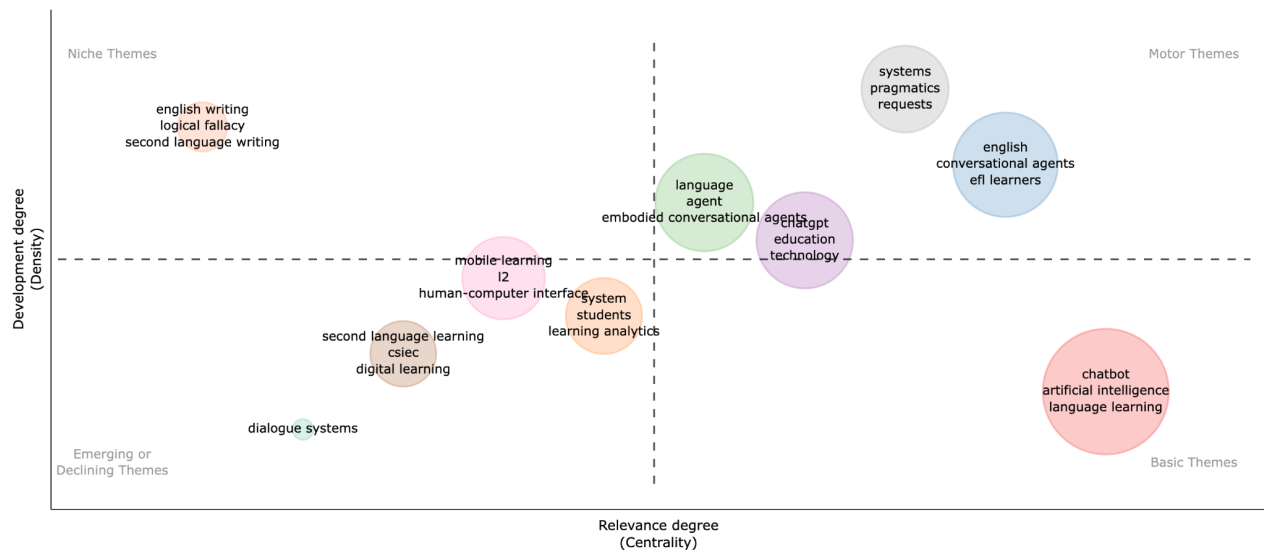 Niche Themes
Motor Themes
systems
pragmatics
requests
english writing
logical fallacy
second language writing
english
conversational agents
efl learners
language
agent
embodied conversational agents
chatgpt
education
technology
mobile learning
l2
human-computer interface
system
students
learning analytics
second language learning
csiec
digital learning
chatbot
artificial intelligence
language learning
dialogue systems
Emerging or
Declining Themes
Basic Themes
Development degree
(Density)
Relevance degree
(Centrality)